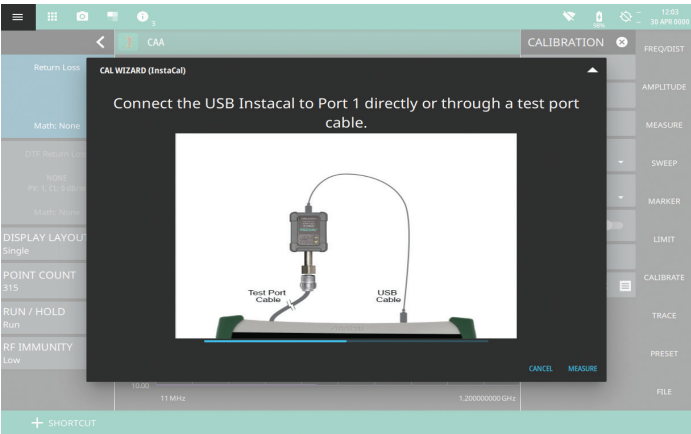 3
98%
12:03
30 APR 0000
CAA
CALIBRATION
FREQ/DIST
Return Loss
CAL WIZARD (InstaCal)
AMPLITUDE
Connect the USB Instacal to Port 1 directly or through a test port
cable.
Math: None
MEASURE
DTF Return Loss
SWEEP
NONE
Math: None
MARKER
DISPLAY LAYOUT
Single
LIMIT
POINT COUNT
315
CALIBRATE
Test Port
Cable
USB
Cable
RUN / HOLD
Run
TRACE
RF IMMUNITY
Low
PRESET
CANCEL
MEASURE
10.00
11 MHz
1.200000000 GHz
FILE
SHORTCUT